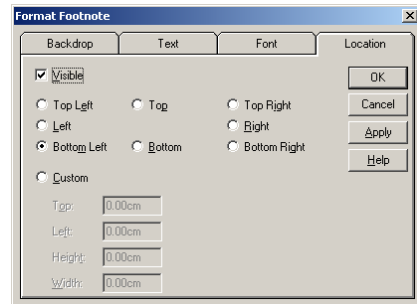 Format Footnote
Backdrop Text Font Location
Visible
OK
Top Left Top Top Right
Cancel
Left Right
Apply
Bottom Left Bottom Bottom Right
Help
Custom
Top: 0.00cm
Left: 0.00cm
Height: 0.00cm
Width: 0.00cm